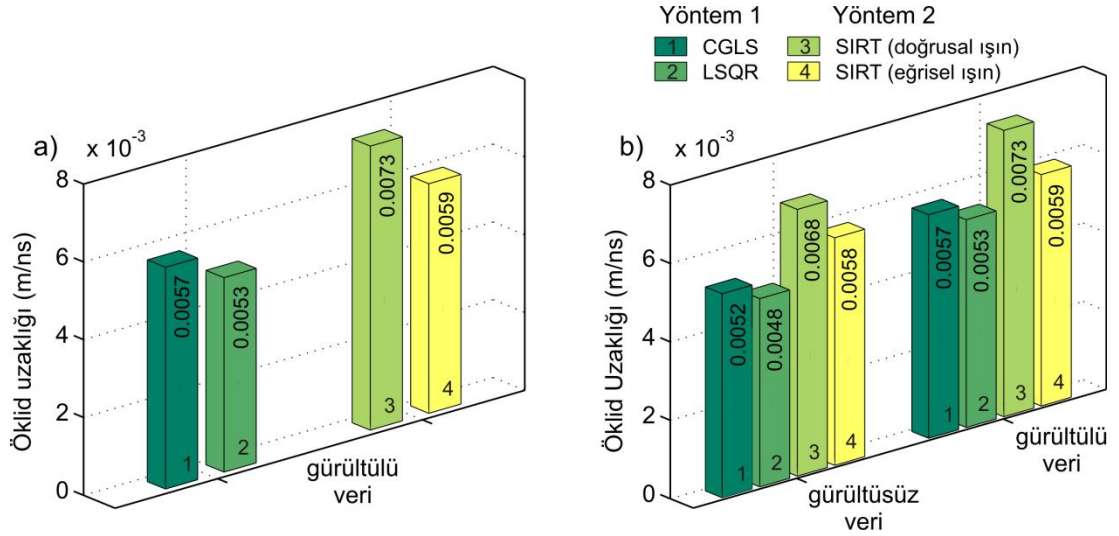 Yöntem 1
Yöntem 2
1 CGLS
3 SIRT (doğrusal ışın)
2 LSQR
4 SIRT (eğrisel ışın)
a)
x 10⁻³
Öklid uzaklığı (m/ns)
8
6
4
2
0
0.0057
1
0.0053
2
0.0073
3
0.0059
4
gürültülü
veri
b)
x 10⁻³
Öklid Uzaklığı (m/ns)
8
6
4
2
0
0.0052
1
0.0048
2
0.0068
3
0.0058
4
gürültüsüz
veri
0.0057
1
0.0053
2
0.0073
3
0.0059
4
gürültülü
veri